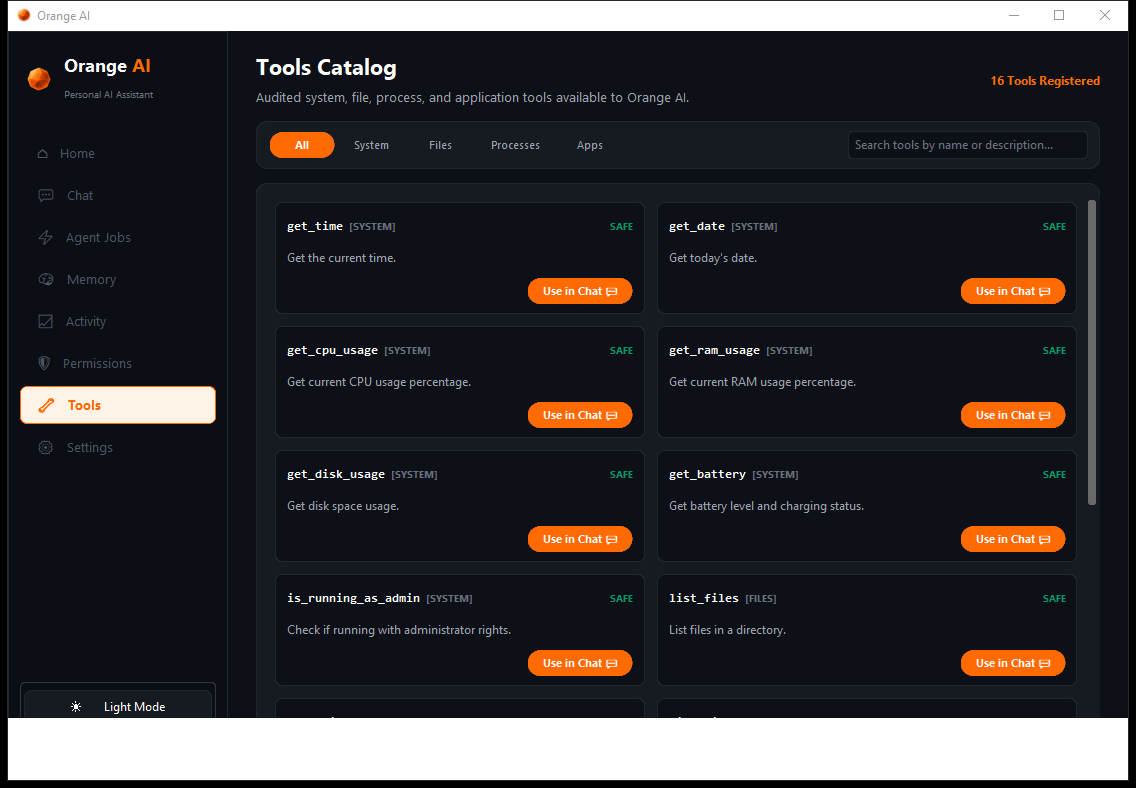 Orange AI
Orange AI
Personal AI Assistant
Home
Chat
Agent Jobs
Memory
Activity
Permissions
Tools
Settings
Light Mode
Tools Catalog
Audited system, file, process, and application tools available to Orange AI.
16 Tools Registered
All System Files Processes Apps Search tools by name or description...
get_time [SYSTEM] SAFE
Get the current time.
Use in Chat
get_date [SYSTEM] SAFE
Get today's date.
Use in Chat
get_cpu_usage [SYSTEM] SAFE
Get current CPU usage percentage.
Use in Chat
get_ram_usage [SYSTEM] SAFE
Get current RAM usage percentage.
Use in Chat
get_disk_usage [SYSTEM] SAFE
Get disk space usage.
Use in Chat
get_battery [SYSTEM] SAFE
Get battery level and charging status.
Use in Chat
is_running_as_admin [SYSTEM] SAFE
Check if running with administrator rights.
Use in Chat
list_files [FILES] SAFE
List files in a directory.
Use in Chat